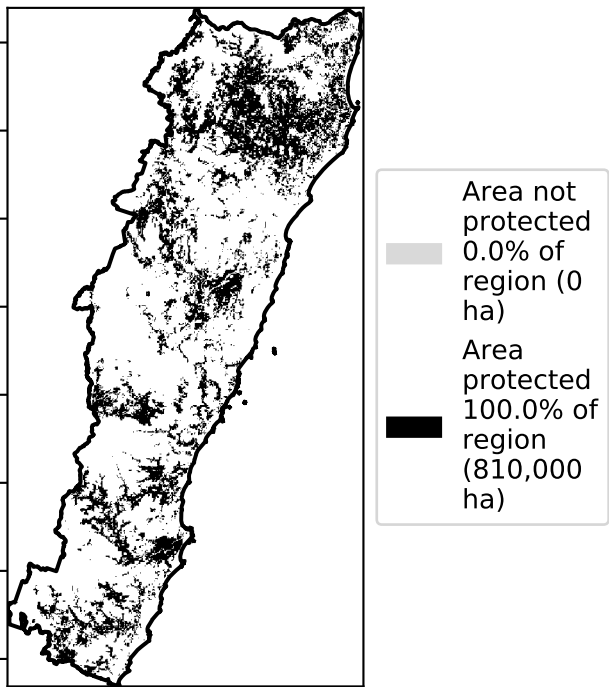 Area not
protected
0.0% of
region (0
ha)
Area
protected
100.0% of
region
(810,000
ha)